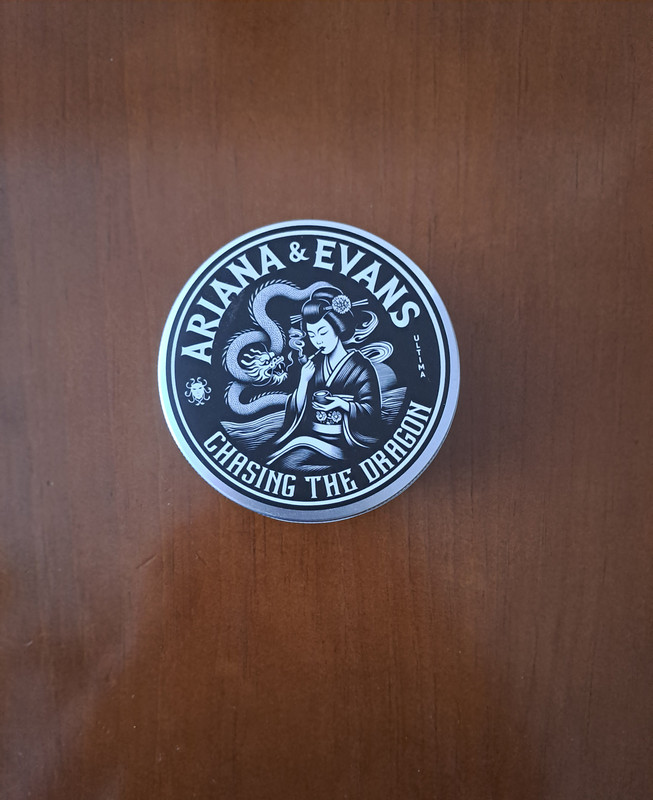 ARIANA & EVANS
ULTIMA
CHASING THE DRAGON